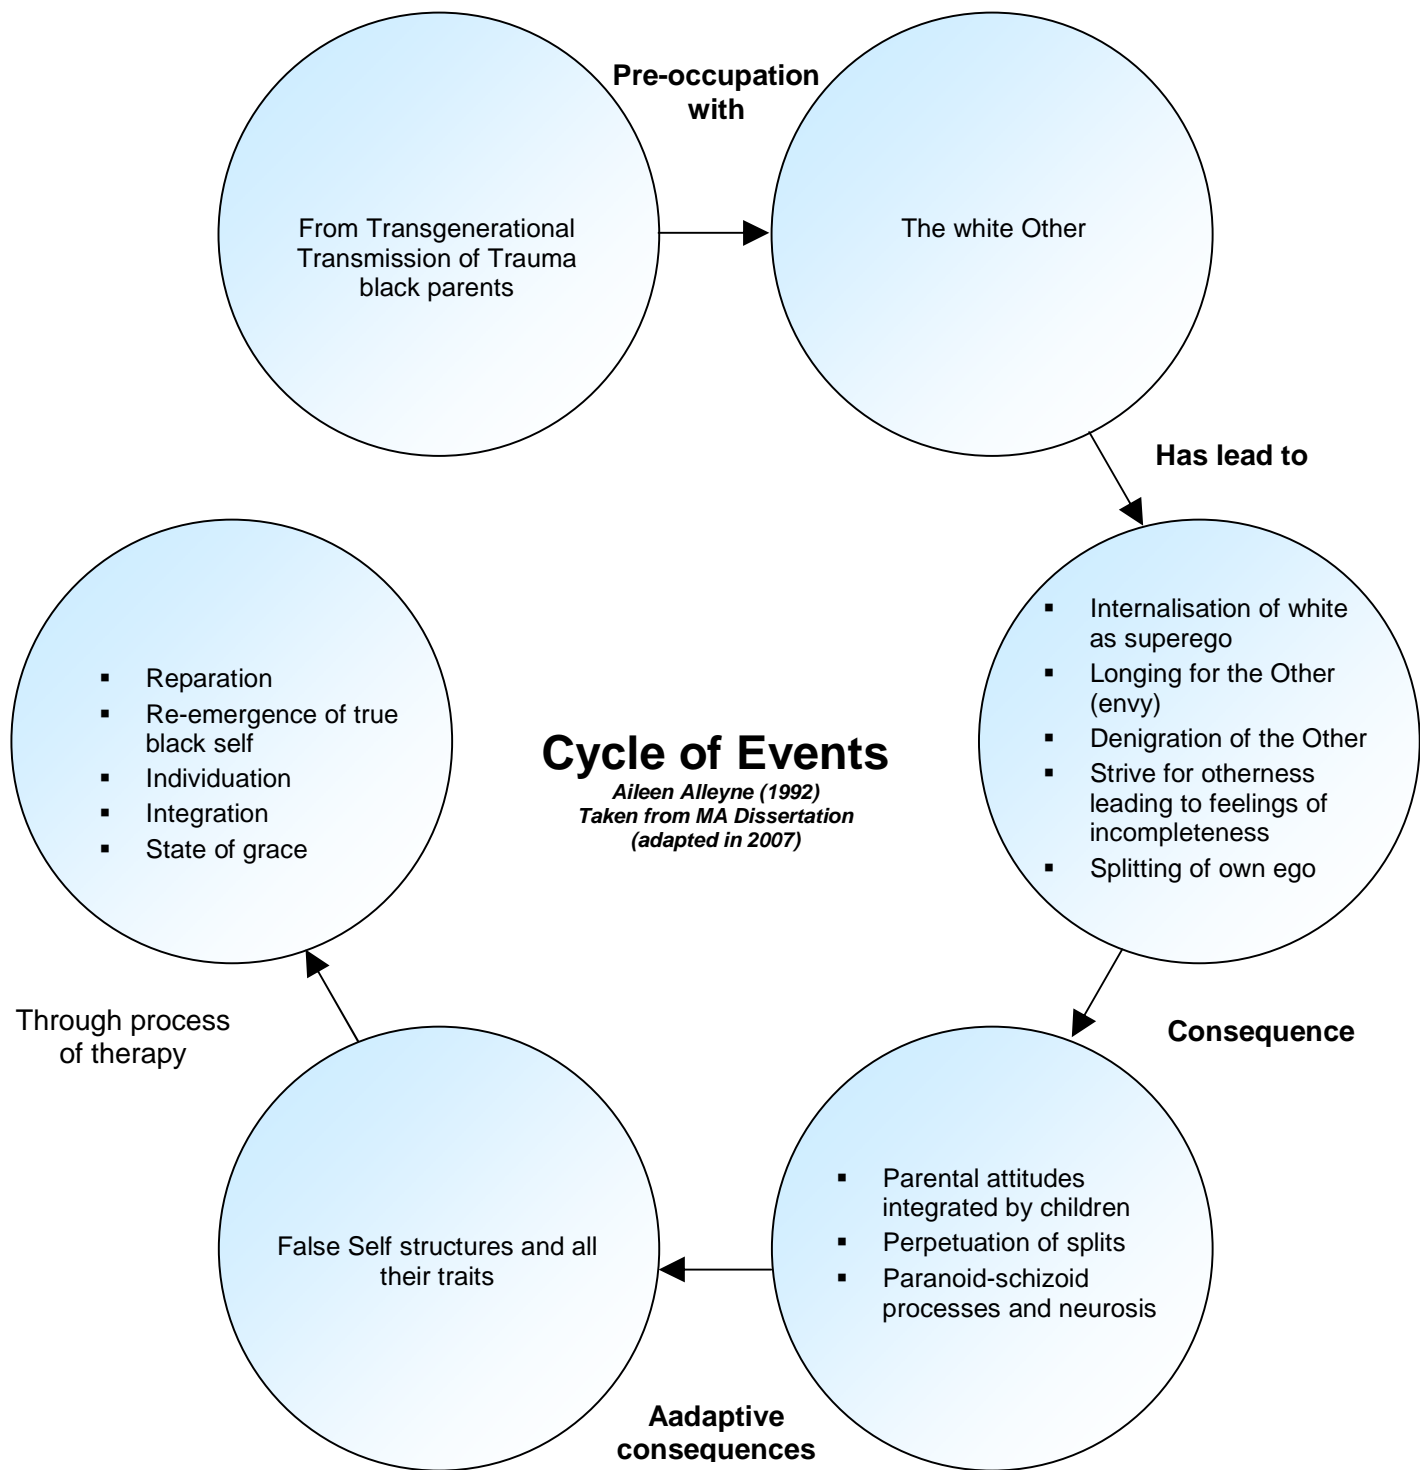 Pre-occupation
with
From Transgenerational
Transmission of Trauma
black parents
The white Other
Has lead to
▪ Internalisation of white
as superego
▪ Longing for the Other
(envy)
▪ Denigration of the Other
▪ Strive for otherness
leading to feelings of
incompleteness
▪ Splitting of own ego
Consequence
▪ Parental attitudes
integrated by children
▪ Perpetuation of splits
▪ Paranoid-schizoid
processes and neurosis
Aadaptive
consequences
False Self structures and all
their traits
Through process
of therapy
▪ Reparation
▪ Re-emergence of true
black self
▪ Individuation
▪ Integration
▪ State of grace
Cycle of Events
Aileen Alleyne (1992)
Taken from MA Dissertation
(adapted in 2007)